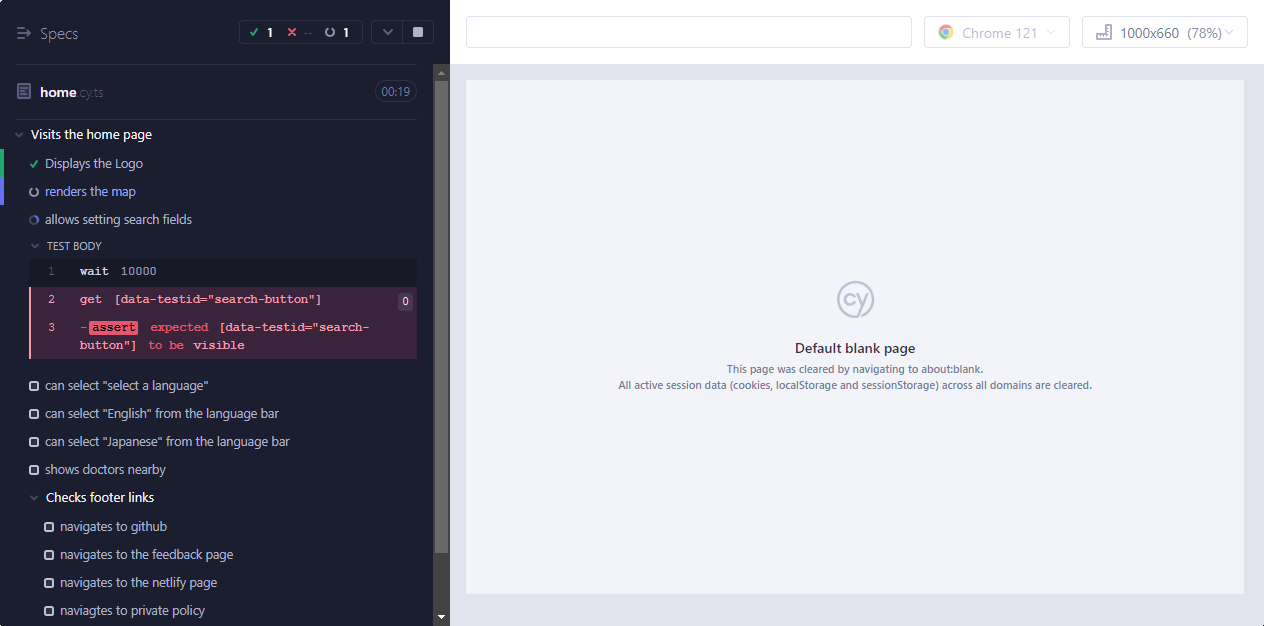 Specs
1
--
1
Chrome 121
1000x660 (78%)
home.cy.ts
00:19
Visits the home page
Displays the Logo
renders the map
allows setting search fields
TEST BODY
1 wait 10000
2 get [data-testid="search-button"] 0
3 -assert expected [data-testid="search-
button"] to be visible
can select "select a language"
can select "English" from the language bar
can select "Japanese" from the language bar
shows doctors nearby
Checks footer links
navigates to github
navigates to the feedback page
navigates to the netlify page
naviagtes to private policy
cy
Default blank page
This page was cleared by navigating to about:blank.
All active session data (cookies, localStorage and sessionStorage) across all domains are cleared.